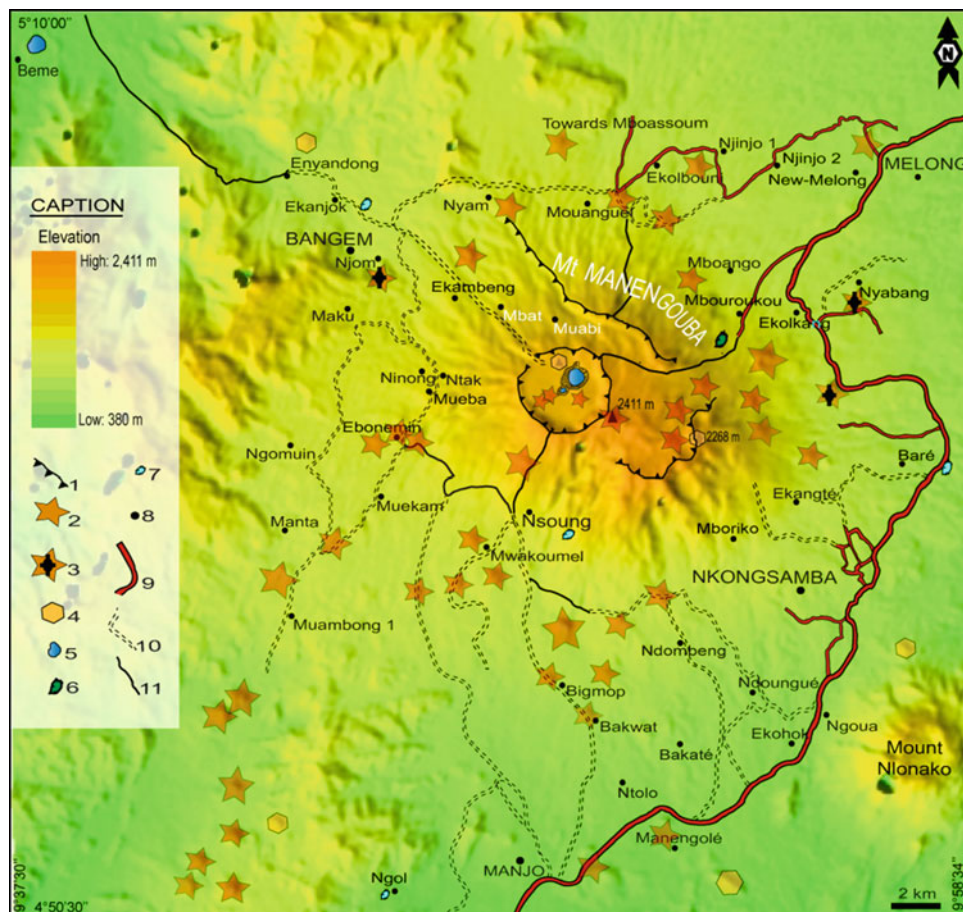 5°10'00''
N
Beme
Towards Mboassoum
Njinjo 1
Njinjo 2
MELONG
Enyandong
Ekolbouni
New-Melong
CAPTION
Ekanjok
Nyam
Mouanguel
Elevation
BANGEM
High: 2,411 m
Njom
Mt MANENGOUBA
Mboango
Ekambeng
Nyabang
Maku
Mbat
Muabi
Mbouroukou
Ekolkang
Ninong
Ntak
Mueba
Low: 380 m
2411 m
Ebonemin
2268 m
Ngomuin
Baré
1
7
Muekam
Ekangté
2
8
Manta
Nsoung
Mboriko
Mwakoumel
3
9
NKONGSAMBA
4
Muambong 1
10
5
Ndompeng
6
11
Bigmop
Ndoungué
Bakwat
Ngoua
Bakaté
Ekohok
Mount
Nlonako
Ntolo
Manengolé
MANJO
Ngol
2 km
9°37'30''
4°50'30''
9°58'34